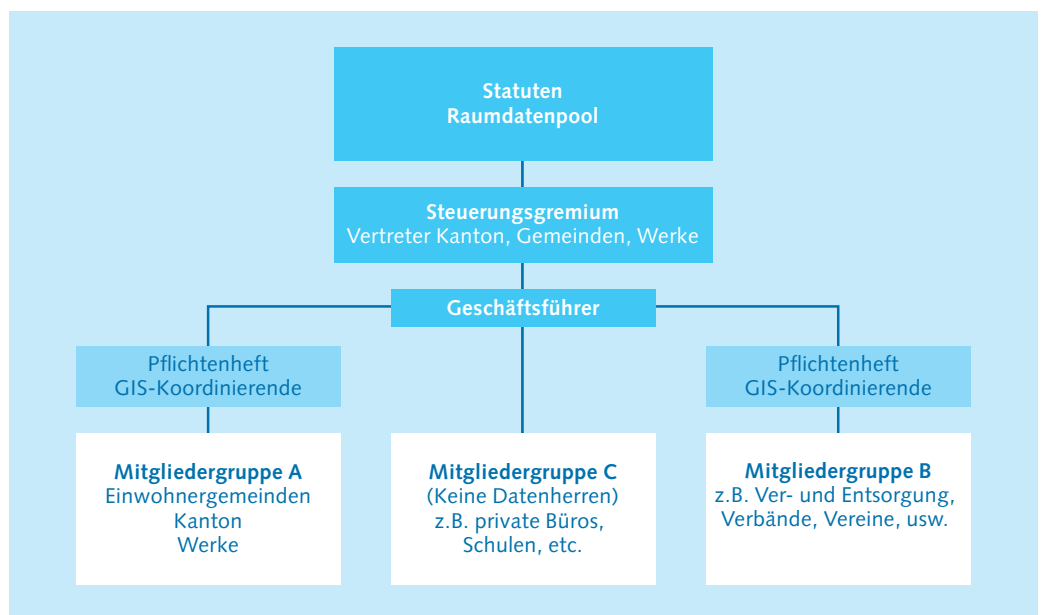 Statuten
Raumdatenpool
Steuerungsgremium
Vertreter Kanton, Gemeinden, Werke
Geschäftsführer
Pflichtenheft
GIS-Koordinierende
Pflichtenheft
GIS-Koordinierende
Mitgliedergruppe A
Einwohnergemeinden
Kanton
Werke
Mitgliedergruppe C
(Keine Datenherren)
z.B. private Büros,
Schulen, etc.
Mitgliedergruppe B
z.B. Ver- und Entsorgung,
Verbände, Vereine, usw.